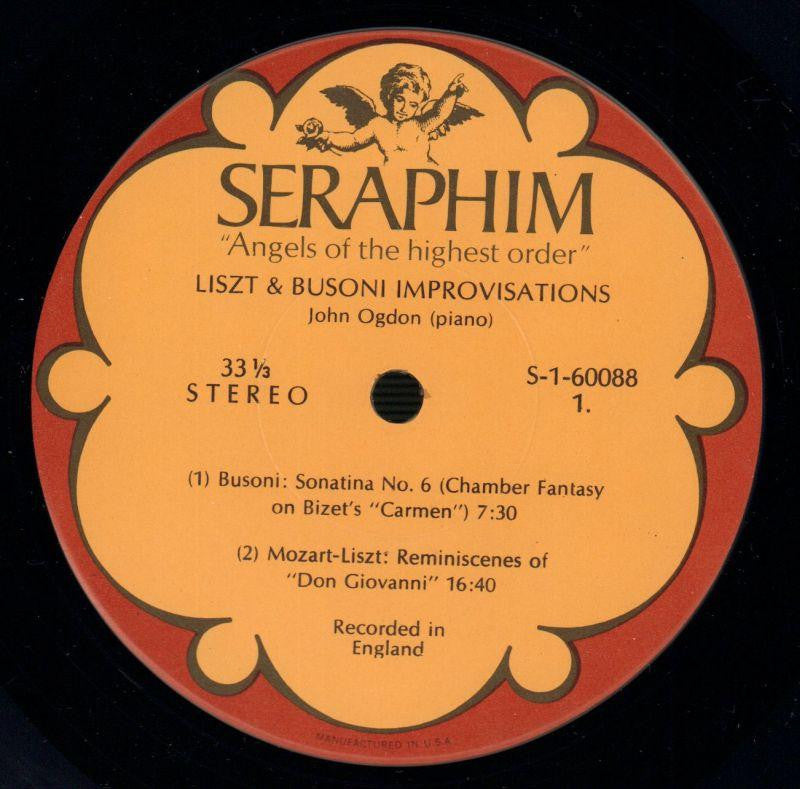 SERAPHIM
"Angels of the highest order"
LISZT & BUSONI IMPROVISATIONS
John Ogdon (piano)
33 ⅓
STEREO
S-1-60088
1.
(1) Busoni: Sonatina No. 6 (Chamber Fantasy
on Bizet's "Carmen") 7:30
(2) Mozart-Liszt: Reminiscenes of
"Don Giovanni" 16:40
Recorded in
England
MANUFACTURED IN U.S.A.